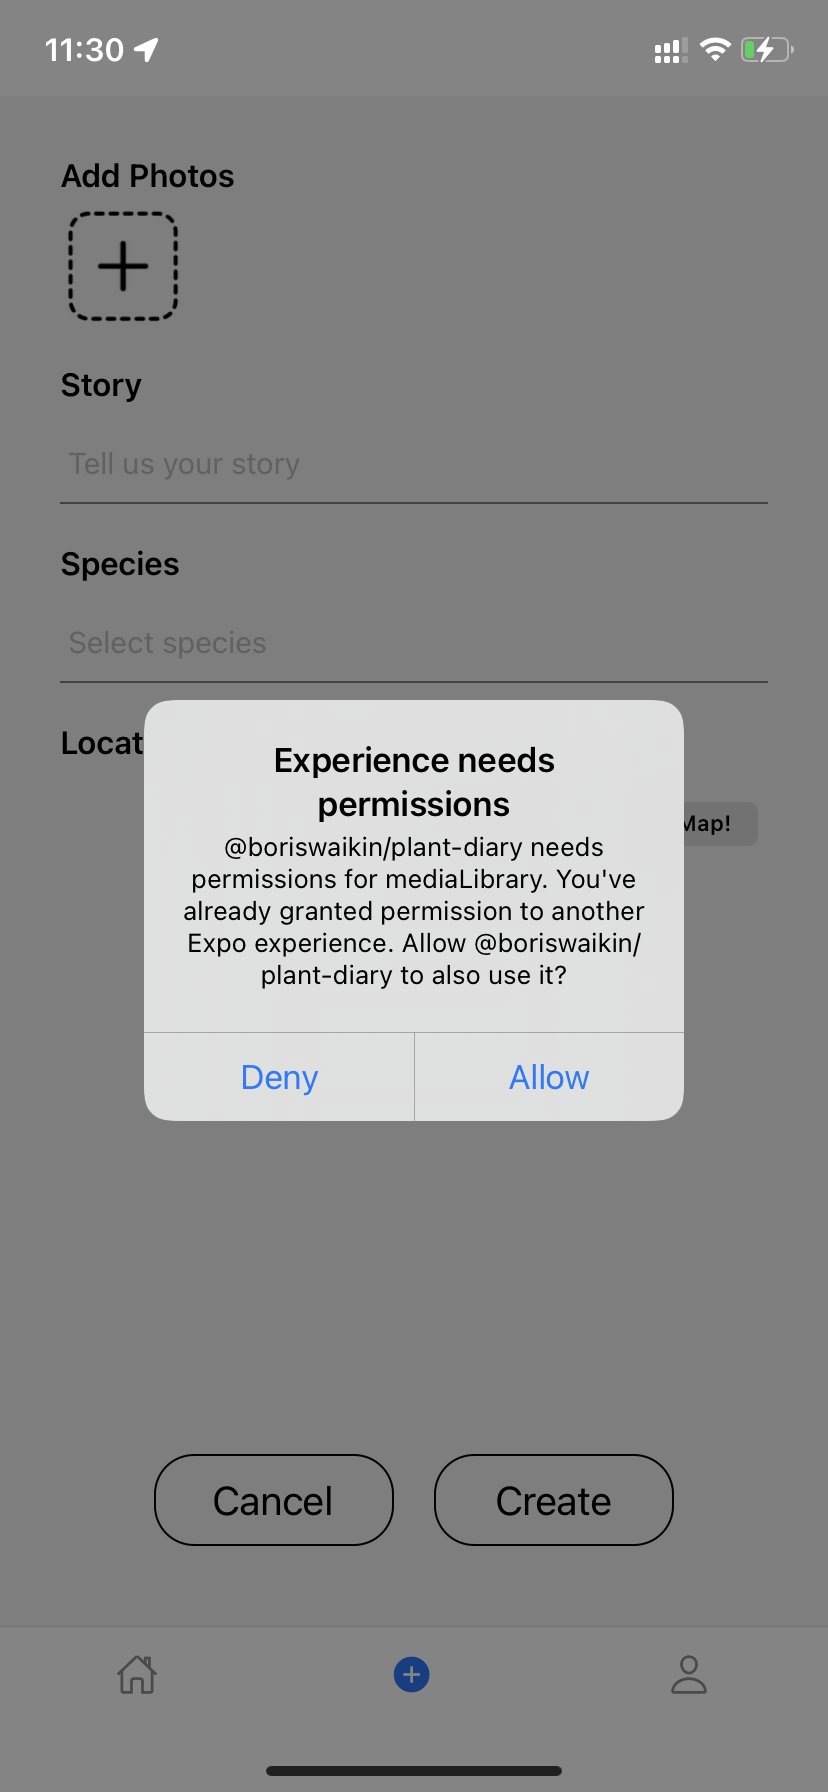 11:30
Add Photos
Story
Tell us your story
Species
Select species
Locat
Experience needs
permissions
@boriswaikin/plant-diary needs
permissions for mediaLibrary. You've
already granted permission to another
Expo experience. Allow @boriswaikin/
plant-diary to also use it?
Map!
Deny
Allow
Cancel
Create